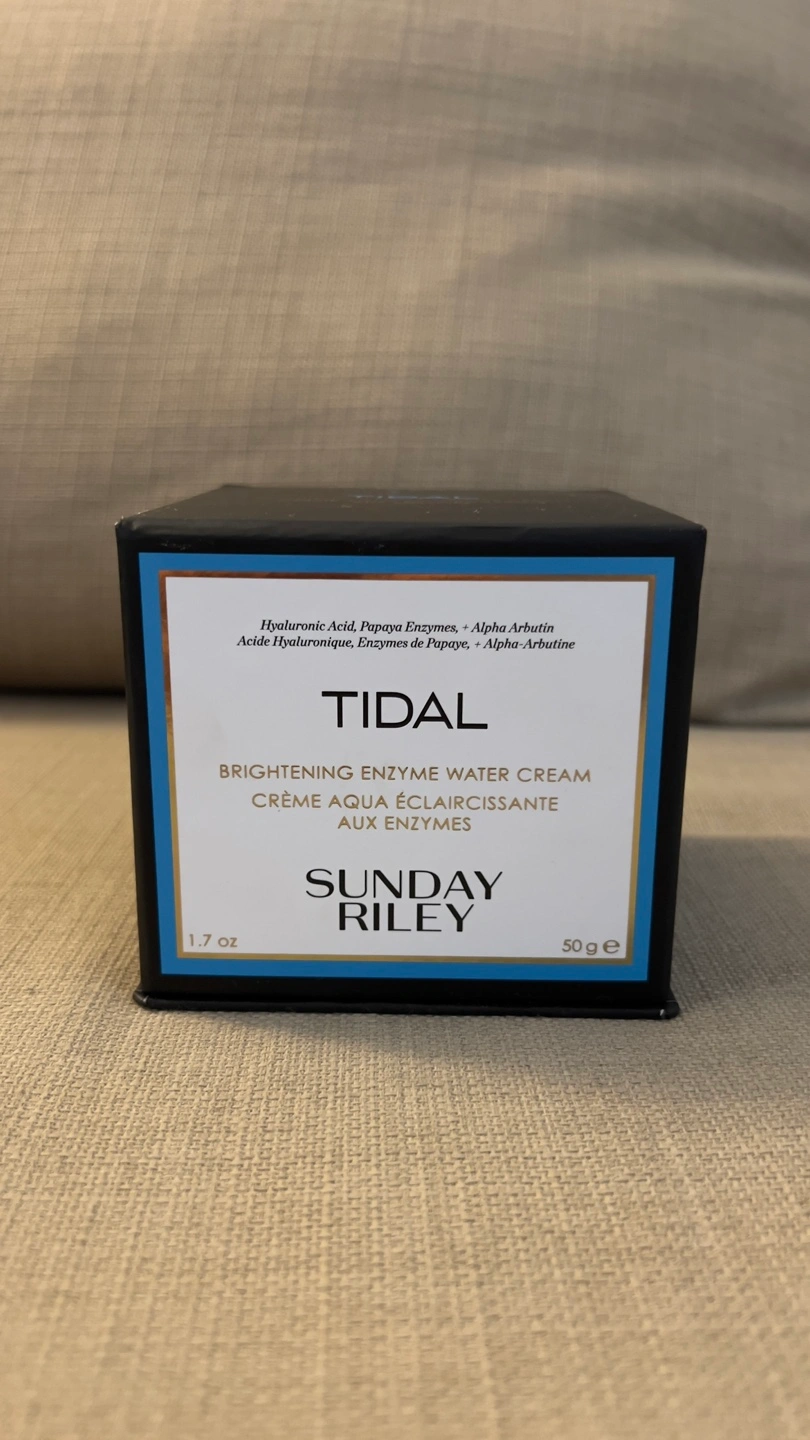 Hyaluronic Acid, Papaya Enzymes, + Alpha Arbutin
Acide Hyaluronique, Enzymes de Papaye, + Alpha-Arbutine
TIDAL
BRIGHTENING ENZYME WATER CREAM
CRÈME AQUA ÉCLAIRCISSANTE
AUX ENZYMES
SUNDAY
RILEY
1.7 oz
50 g ℮